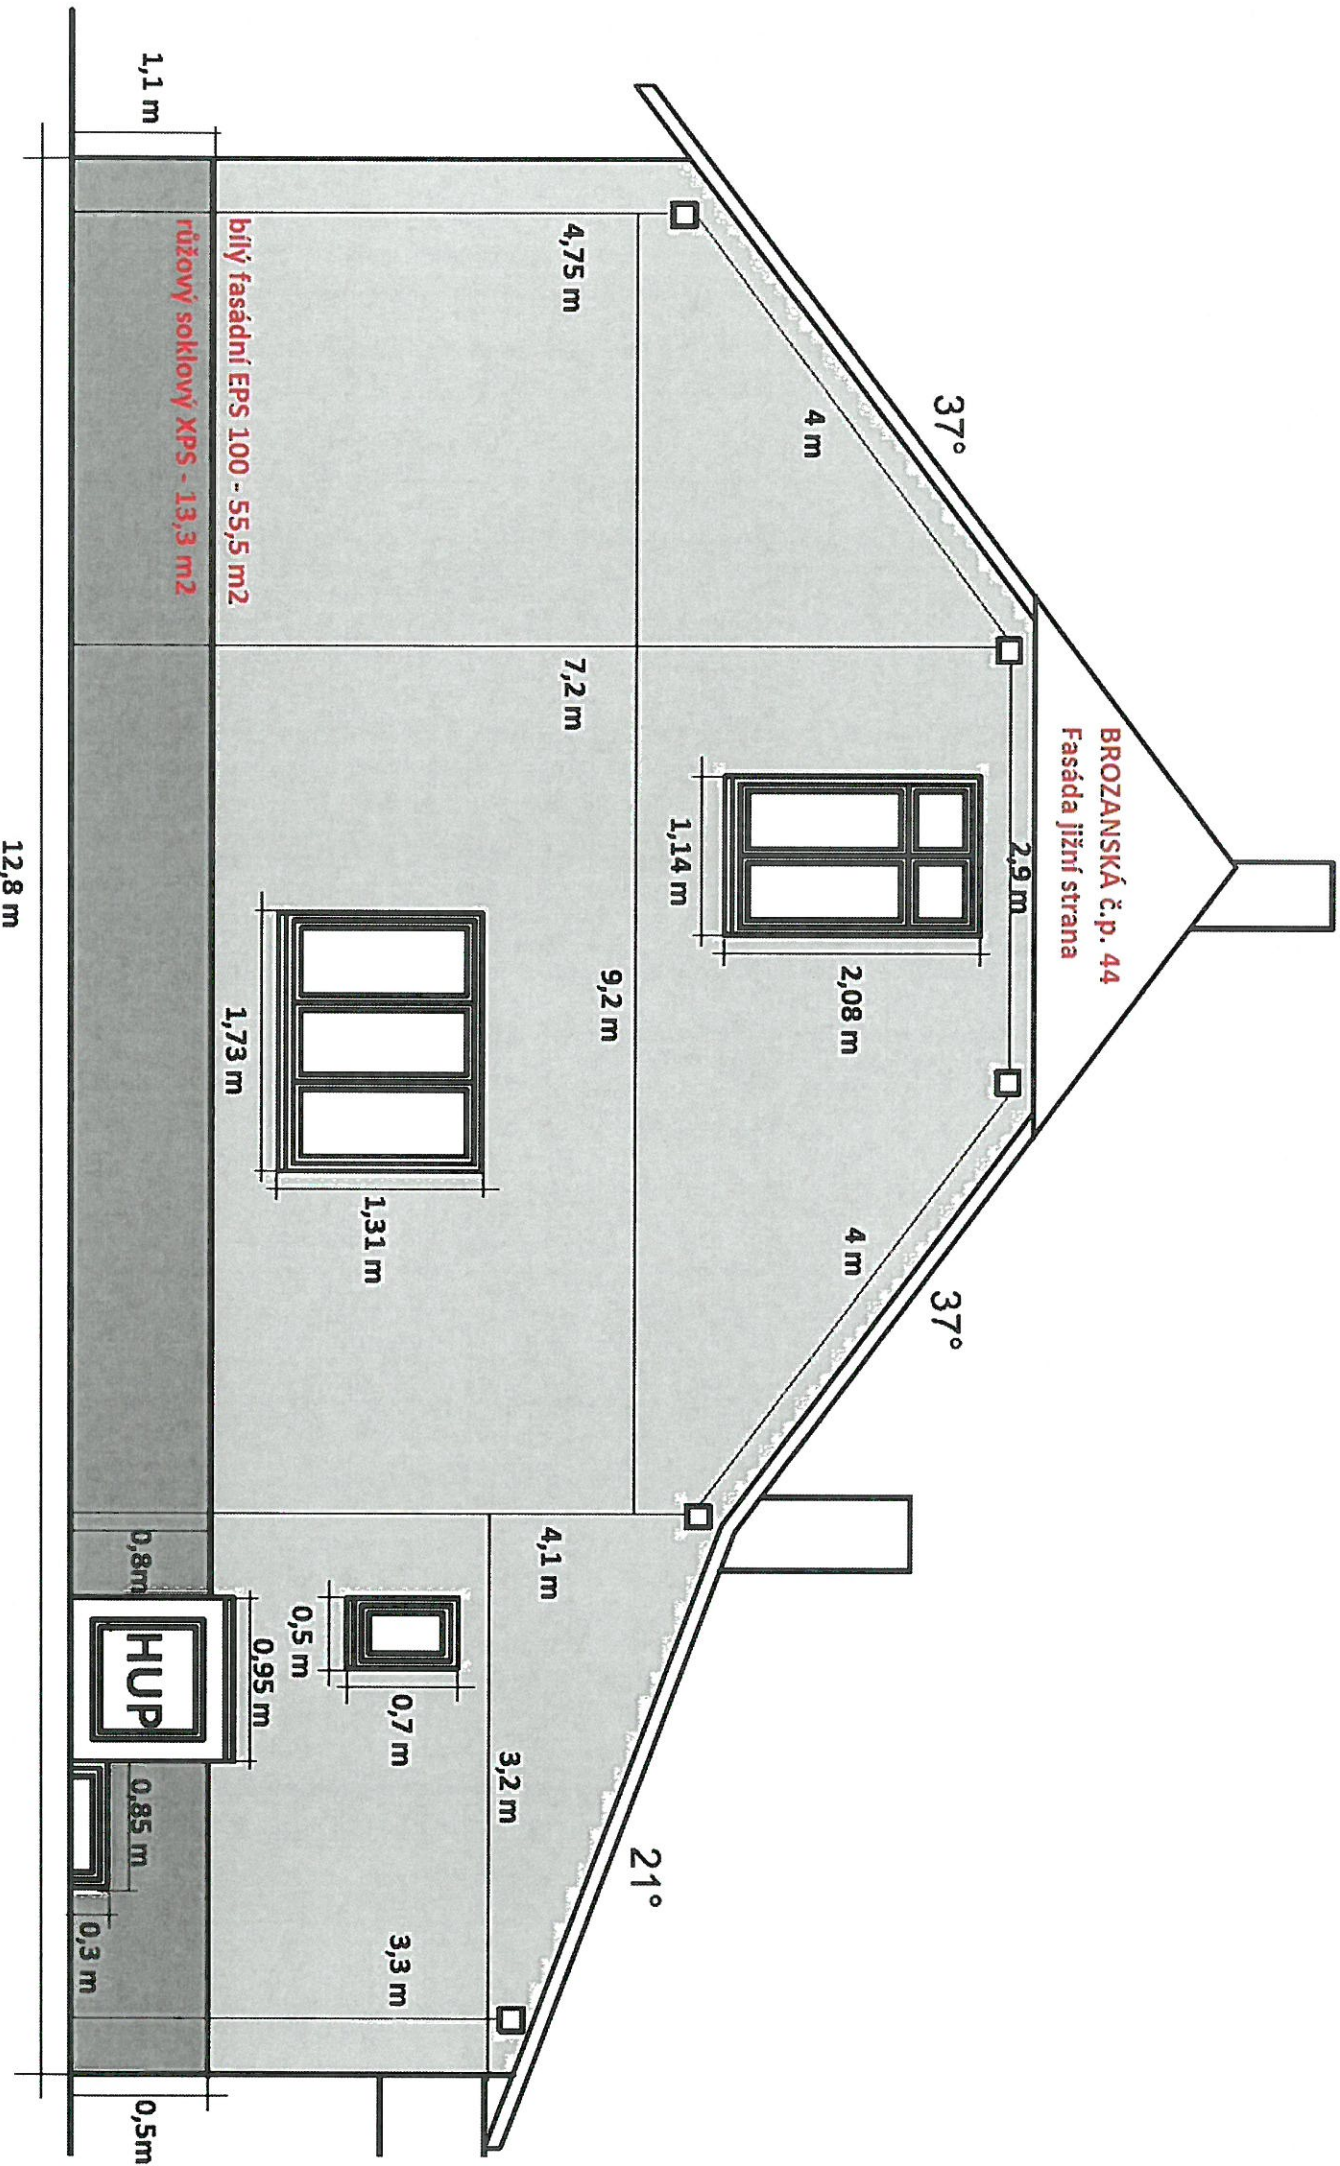 BROZANSKÁ č.p. 44
Fasáda jižní strana
37°
37°
21°
4 m
2,9 m
4 m
2,08 m
1,14 m
4,75 m
7,2 m
9,2 m
4,1 m
3,2 m
1,31 m
1,73 m
0,7 m
0,5 m
3,3 m
bílý fasádní EPS 100 - 55,5 m2
růžový soklový XPS - 13,3 m2
1,1 m
0,95 m
0,8m
HUP
0,85 m
0,3 m
0,5m
12,8 m